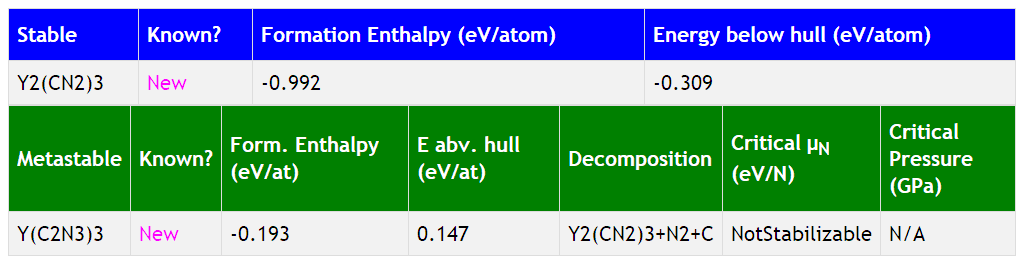 Stable Known? Formation Enthalpy (eV/atom) Energy below hull (eV/atom)
Y2(CN2)3 New -0.992 -0.309
Metastable Known? Form. Enthalpy (eV/at) E abv. hull (eV/at) Decomposition Critical μN (eV/N) Critical Pressure (GPa)
Y(C2N3)3 New -0.193 0.147 Y2(CN2)3+N2+C NotStabilizable N/A